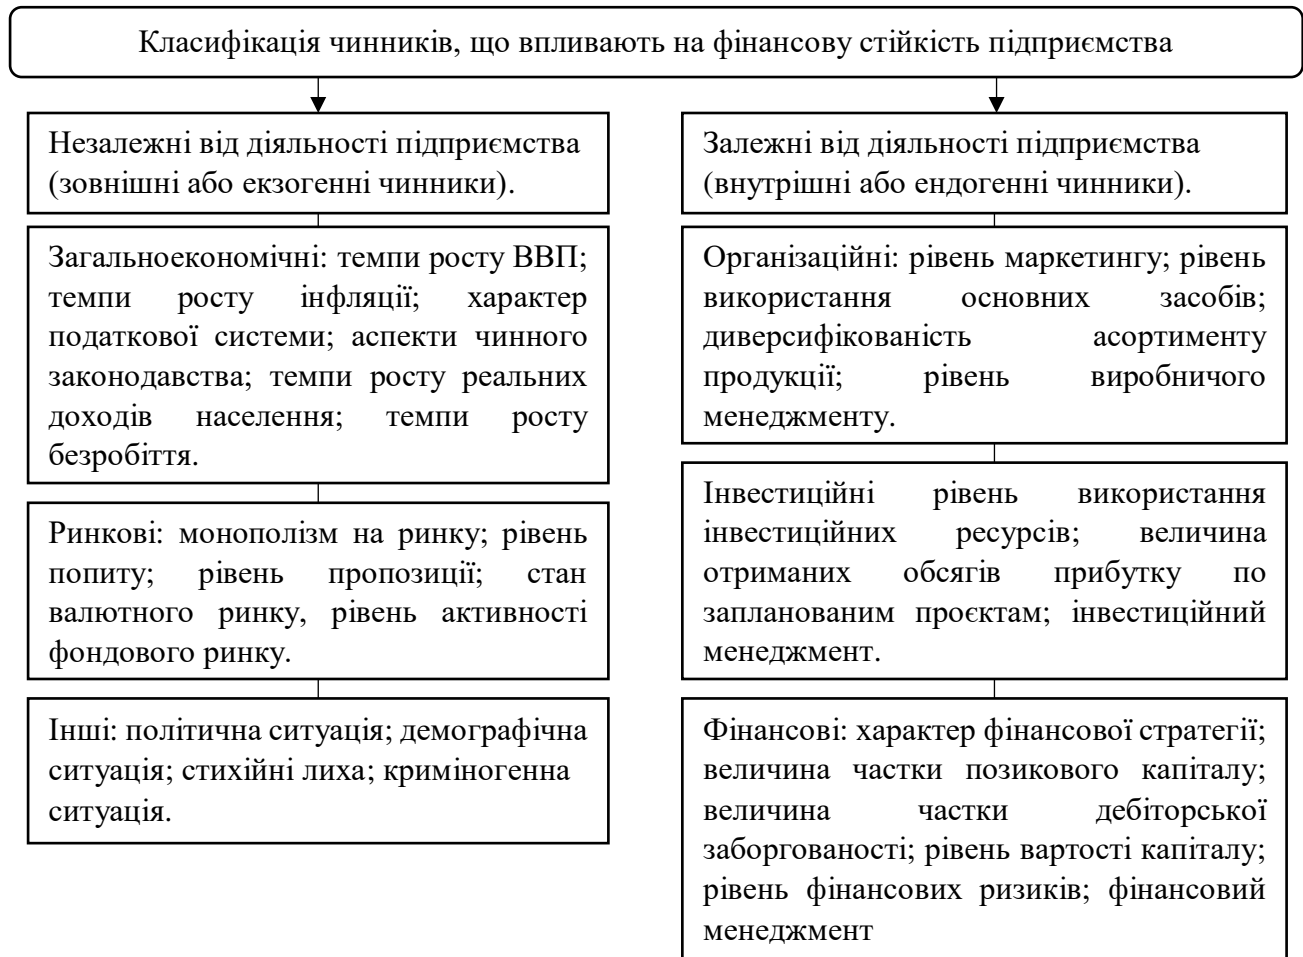 Класифікація чинників, що впливають на фінансову стійкість підприємства
Незалежні від діяльності підприємства
(зовнішні або екзогенні чинники).
Загальноекономічні: темпи росту ВВП;
темпи росту інфляції; характер
податкової системи; аспекти чинного
законодавства; темпи росту реальних
доходів населення; темпи росту
безробіття.
Ринкові: монополізм на ринку; рівень
попиту; рівень пропозиції; стан
валютного ринку, рівень активності
фондового ринку.
Інші: політична ситуація; демографічна
ситуація; стихійні лиха; криміногенна
ситуація.
Залежні від діяльності підприємства
(внутрішні або ендогенні чинники).
Організаційні: рівень маркетингу; рівень
використання основних засобів;
диверсифікованість асортименту
продукції; рівень виробничого
менеджменту.
Інвестиційні рівень використання
інвестиційних ресурсів; величина
отриманих обсягів прибутку по
запланованим проєктам; інвестиційний
менеджмент.
Фінансові: характер фінансової стратегії;
величина частки позикового капіталу;
величина частки дебіторської
заборгованості; рівень вартості капіталу;
рівень фінансових ризиків; фінансовий
менеджмент